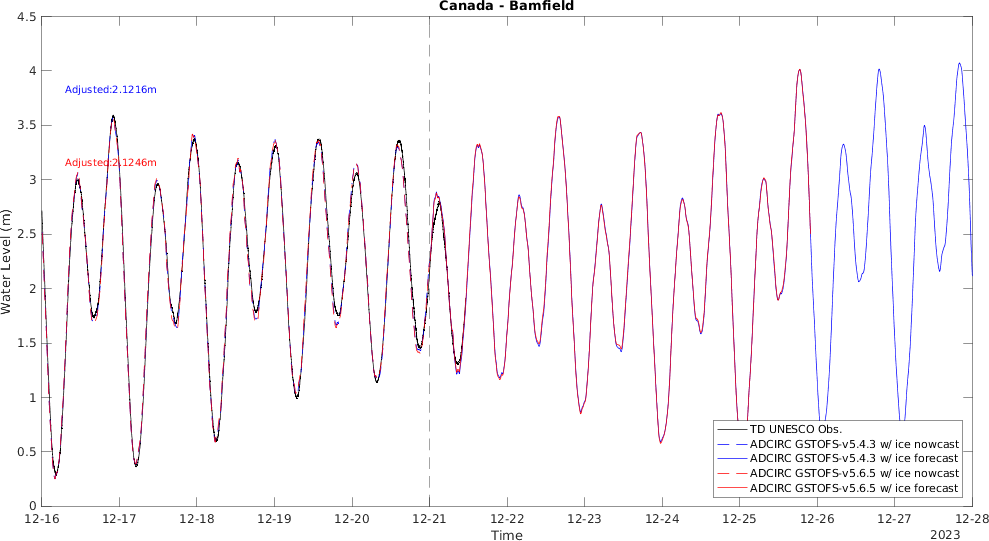 Canada - Bamfield
4.5
4
3.5
3
2.5
2
1.5
1
0.5
0
Water Level (m)
Adjusted:2.1216m
Adjusted:2.1246m
TD UNESCO Obs.
ADCIRC GSTOFS-v5.4.3 w/ ice nowcast
ADCIRC GSTOFS-v5.4.3 w/ ice forecast
ADCIRC GSTOFS-v5.6.5 w/ ice nowcast
ADCIRC GSTOFS-v5.6.5 w/ ice forecast
12-16 12-17 12-18 12-19 12-20 12-21 12-22 12-23 12-24 12-25 12-26 12-27 12-28
Time
2023